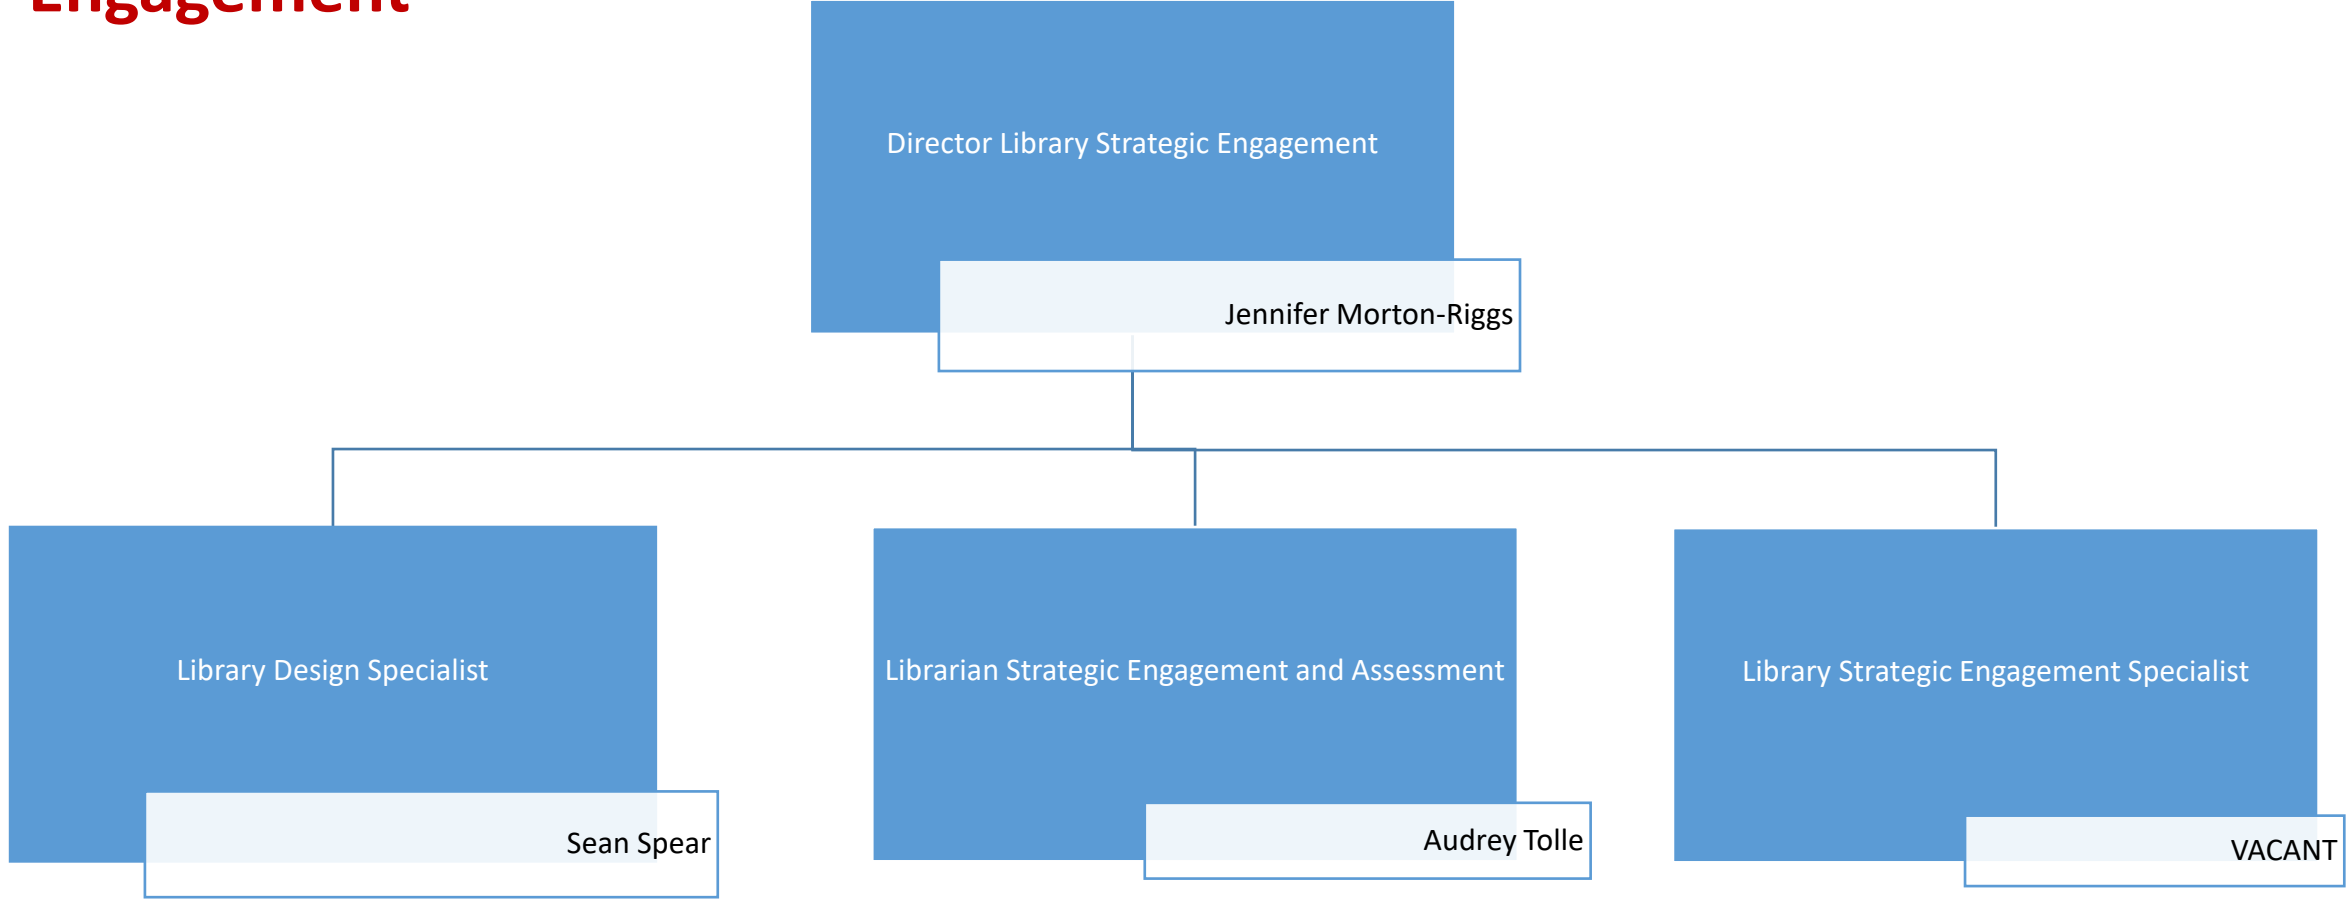 Engagement
Director Library Strategic Engagement
Jennifer Morton-Riggs
Library Design Specialist
Sean Spear
Librarian Strategic Engagement and Assessment
Audrey Tolle
Library Strategic Engagement Specialist
VACANT